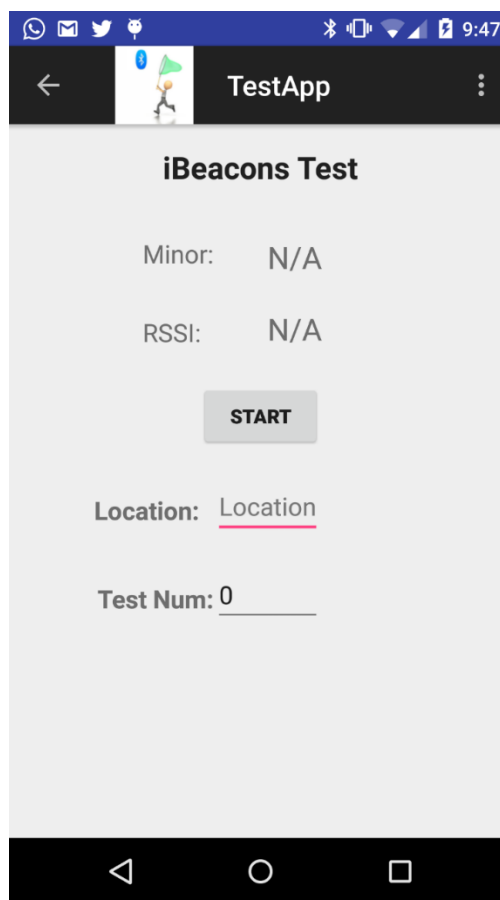 9:47
TestApp
iBeacons Test
Minor: N/A
RSSI: N/A
START
Location: Location
Test Num: 0